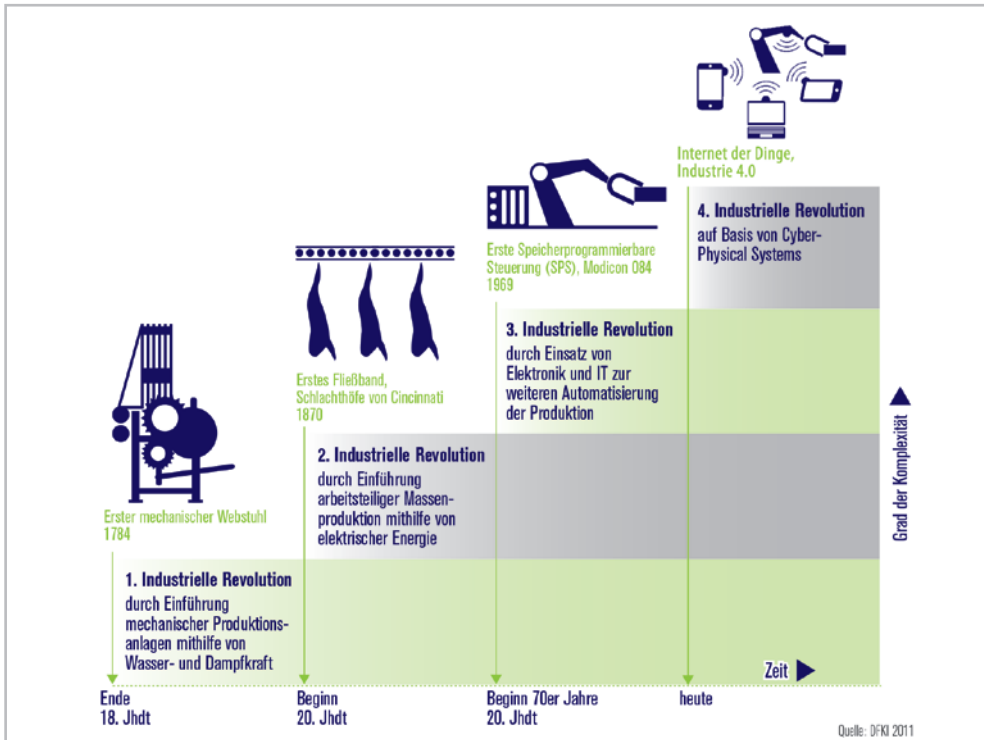 Internet der Dinge,
Industrie 4.0
4. Industrielle Revolution
auf Basis von Cyber-
Physical Systems
Erste Speicherprogrammierbare
Steuerung (SPS), Modicon 084
1969
3. Industrielle Revolution
durch Einsatz von
Elektronik und IT zur
weiteren Automatisierung
der Produktion
Erstes Fließband,
Schlachthöfe von Cincinnati
1870
2. Industrielle Revolution
durch Einführung
arbeitsteiliger Massen-
produktion mithilfe von
elektrischer Energie
Erster mechanischer Webstuhl
1784
1. Industrielle Revolution
durch Einführung
mechanischer Produktions-
anlagen mithilfe von
Wasser- und Dampfkraft
Grad der Komplexität
Zeit
Ende
18. Jhdt
Beginn
20. Jhdt
Beginn 70er Jahre
20. Jhdt
heute
Quelle: DFKI 2011